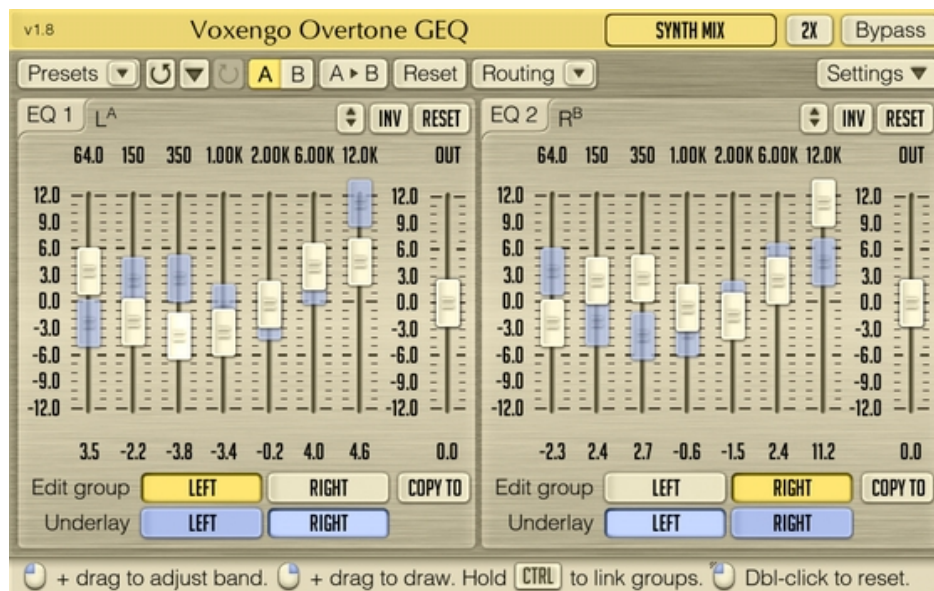 v1.8 Voxengo Overtone GEQ SYNTH MIX 2X Bypass
Presets A B A▸B Reset Routing Settings
EQ 1 LA INV RESET EQ 2 RB INV RESET
64.0 150 350 1.00K 2.00K 6.00K 12.0K OUT 64.0 150 350 1.00K 2.00K 6.00K 12.0K OUT
12.0 12.0 12.0 12.0
9.0 9.0 9.0 9.0
6.0 6.0 6.0 6.0
3.0 3.0 3.0 3.0
0.0 0.0 0.0 0.0
-3.0 -3.0 -3.0 -3.0
-6.0 -6.0 -6.0 -6.0
-9.0 -9.0 -9.0 -9.0
-12.0 -12.0 -12.0 -12.0
3.5 -2.2 -3.8 -3.4 -0.2 4.0 4.6 0.0 -2.3 2.4 2.7 -0.6 -1.5 2.4 11.2 0.0
Edit group LEFT RIGHT COPY TO Edit group LEFT RIGHT COPY TO
Underlay LEFT RIGHT Underlay LEFT RIGHT
+ drag to adjust band. + drag to draw. Hold CTRL to link groups. Dbl-click to reset.